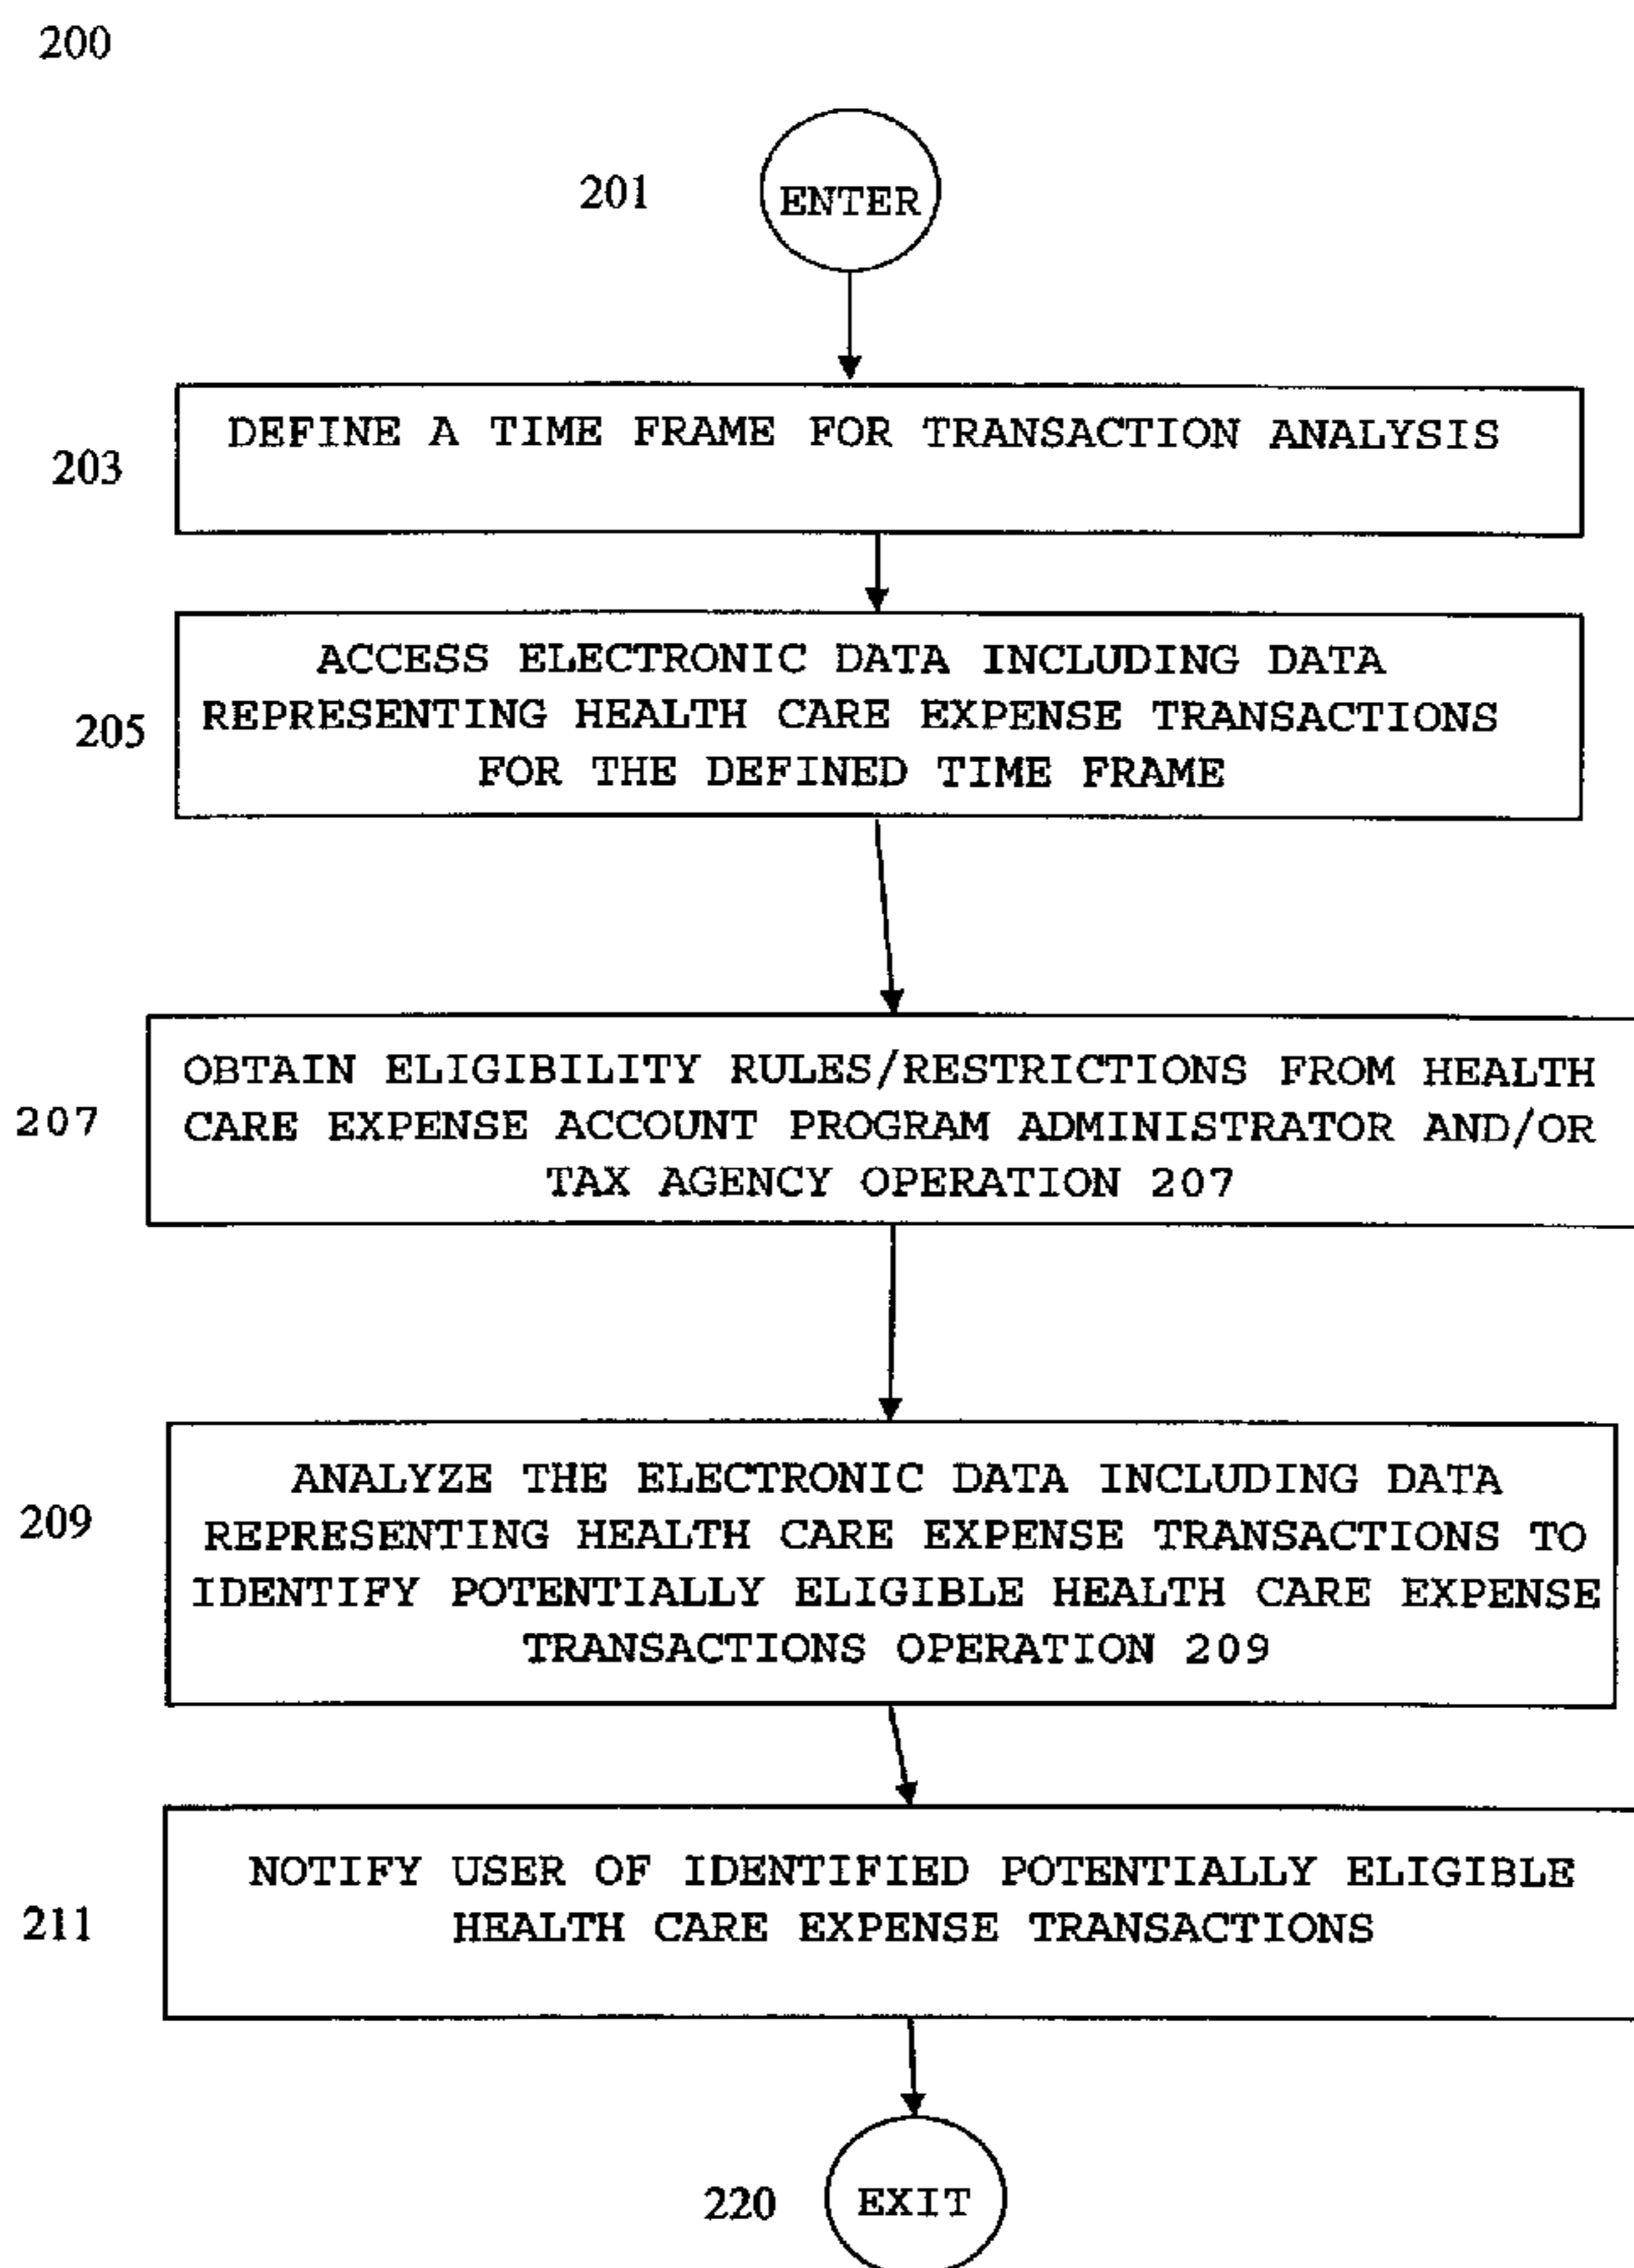 200
201
ENTER
203
DEFINE A TIME FRAME FOR TRANSACTION ANALYSIS
205
ACCESS ELECTRONIC DATA INCLUDING DATA
REPRESENTING HEALTH CARE EXPENSE TRANSACTIONS
FOR THE DEFINED TIME FRAME
207
OBTAIN ELIGIBILITY RULES/RESTRICTIONS FROM HEALTH
CARE EXPENSE ACCOUNT PROGRAM ADMINISTRATOR AND/OR
TAX AGENCY OPERATION 207
209
ANALYZE THE ELECTRONIC DATA INCLUDING DATA
REPRESENTING HEALTH CARE EXPENSE TRANSACTIONS TO
IDENTIFY POTENTIALLY ELIGIBLE HEALTH CARE EXPENSE
TRANSACTIONS OPERATION 209
211
NOTIFY USER OF IDENTIFIED POTENTIALLY ELIGIBLE
HEALTH CARE EXPENSE TRANSACTIONS
220
EXIT